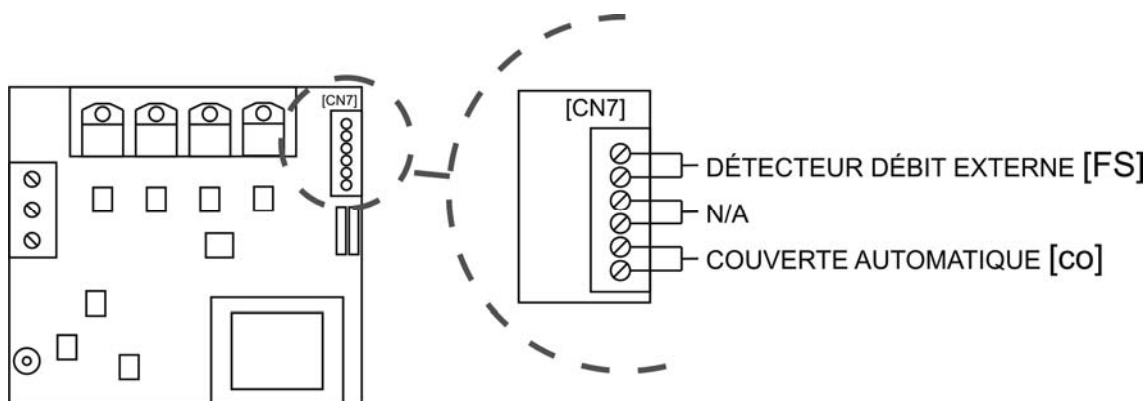 [CN7]
[CN7]
DÉTECTEUR DÉBIT EXTERNE [FS]
N/A
COUVERTE AUTOMATIQUE [co]